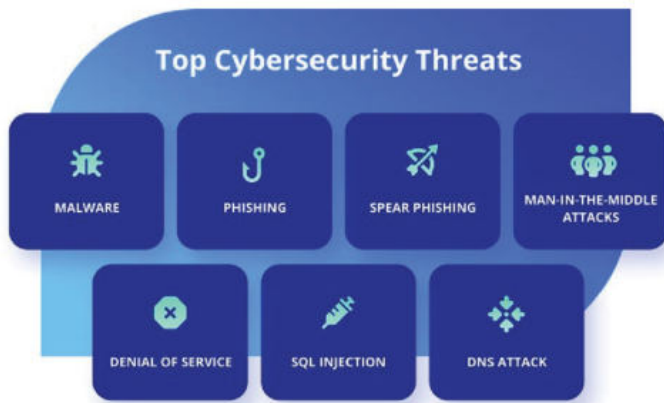 Top Cybersecurity Threats
MALWARE
PHISHING
SPEAR PHISHING
MAN-IN-THE-MIDDLE
ATTACKS
DENIAL OF SERVICE
SQL INJECTION
DNS ATTACK